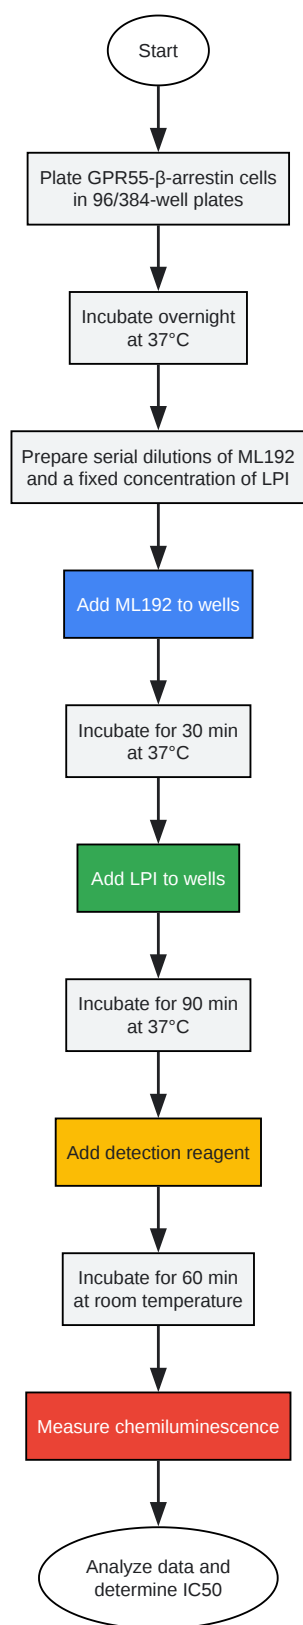 Start
Plate GPR55-β-arrestin cells
in 96/384-well plates
Incubate overnight
at 37°C
Prepare serial dilutions of ML192
and a fixed concentration of LPI
Add ML192 to wells
Incubate for 30 min
at 37°C
Add LPI to wells
Incubate for 90 min
at 37°C
Add detection reagent
Incubate for 60 min
at room temperature
Measure chemiluminescence
Analyze data and
determine IC50